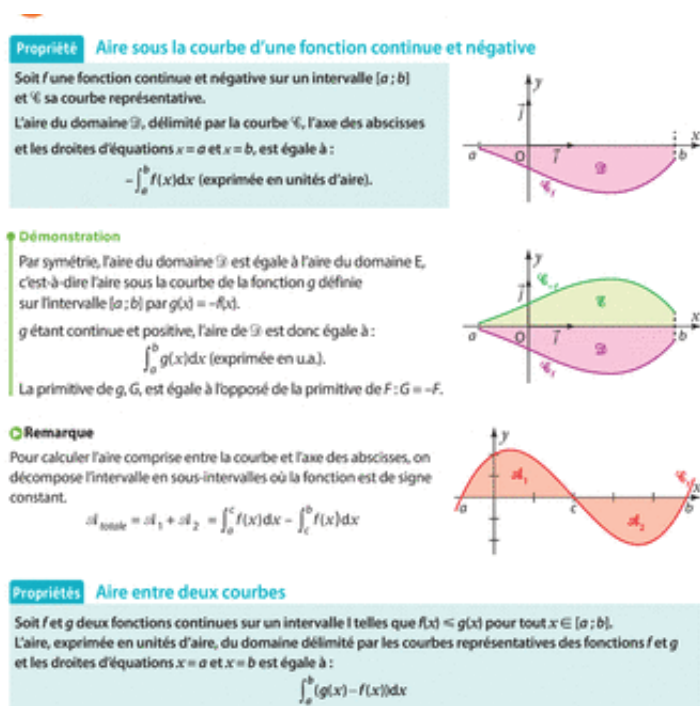 Propriété Aire sous la courbe d'une fonction continue et négative
Soit f une fonction continue et négative sur un intervalle [a ; b]
et 𝒞 sa courbe représentative.
L'aire du domaine 𝒟, délimité par la courbe 𝒞, l'axe des abscisses
et les droites d'équations x = a et x = b, est égale à :
−∫ₐᵇ f(x)dx (exprimée en unités d'aire).
y
j
x
a
O
i
b
𝒟
𝒞f
Démonstration
Par symétrie, l'aire du domaine 𝒟 est égale à l'aire du domaine E,
c'est-à-dire l'aire sous la courbe de la fonction g définie
sur l'intervalle [a ; b] par g(x) = −f(x).
g étant continue et positive, l'aire de 𝒟 est donc égale à :
∫ₐᵇ g(x)dx (exprimée en u.a.).
La primitive de g, G, est égale à l'opposé de la primitive de F : G = −F.
y
𝒞−f
j
ℰ
x
a
O
i
b
𝒟
𝒞f
Remarque
Pour calculer l'aire comprise entre la courbe et l'axe des abscisses, on
décompose l'intervalle en sous-intervalles où la fonction est de signe
constant.
𝒜totale = 𝒜₁ + 𝒜₂ = ∫ₐᶜ f(x)dx − ∫꜀ᵇ f(x)dx
y
𝒜₁
x
a
c
b
𝒜₂
Propriétés Aire entre deux courbes
Soit f et g deux fonctions continues sur un intervalle I telles que f(x) ⩽ g(x) pour tout x ∈ [a ; b].
L'aire, exprimée en unités d'aire, du domaine délimité par les courbes représentatives des fonctions f et g
et les droites d'équations x = a et x = b est égale à :
∫ₐᵇ (g(x) − f(x))dx